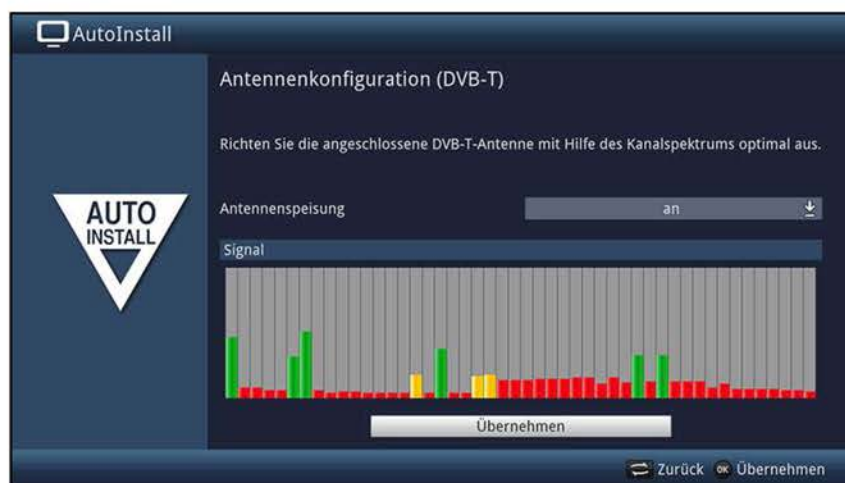 AutoInstall
Antennenkonfiguration (DVB-T)
Richten Sie die angeschlossene DVB-T-Antenne mit Hilfe des Kanalspektrums optimal aus.
AUTO
INSTALL
Antennenspeisung
an
Signal
Übernehmen
Zurück
OK Übernehmen